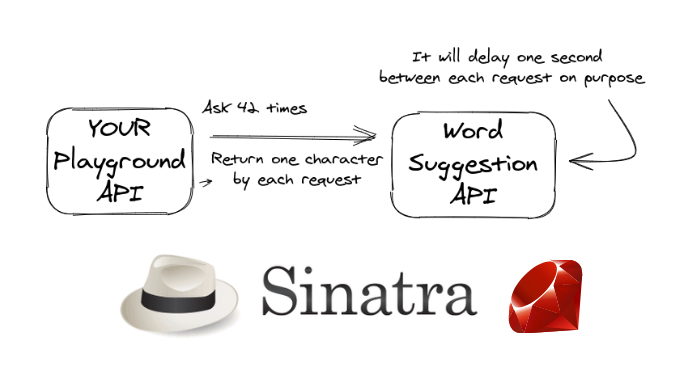 It will delay one second
between each request on purpose
Ask 42 times
YOUR
Playground
API
Return one character
by each request
Word
Suggestion
API
Sinatra